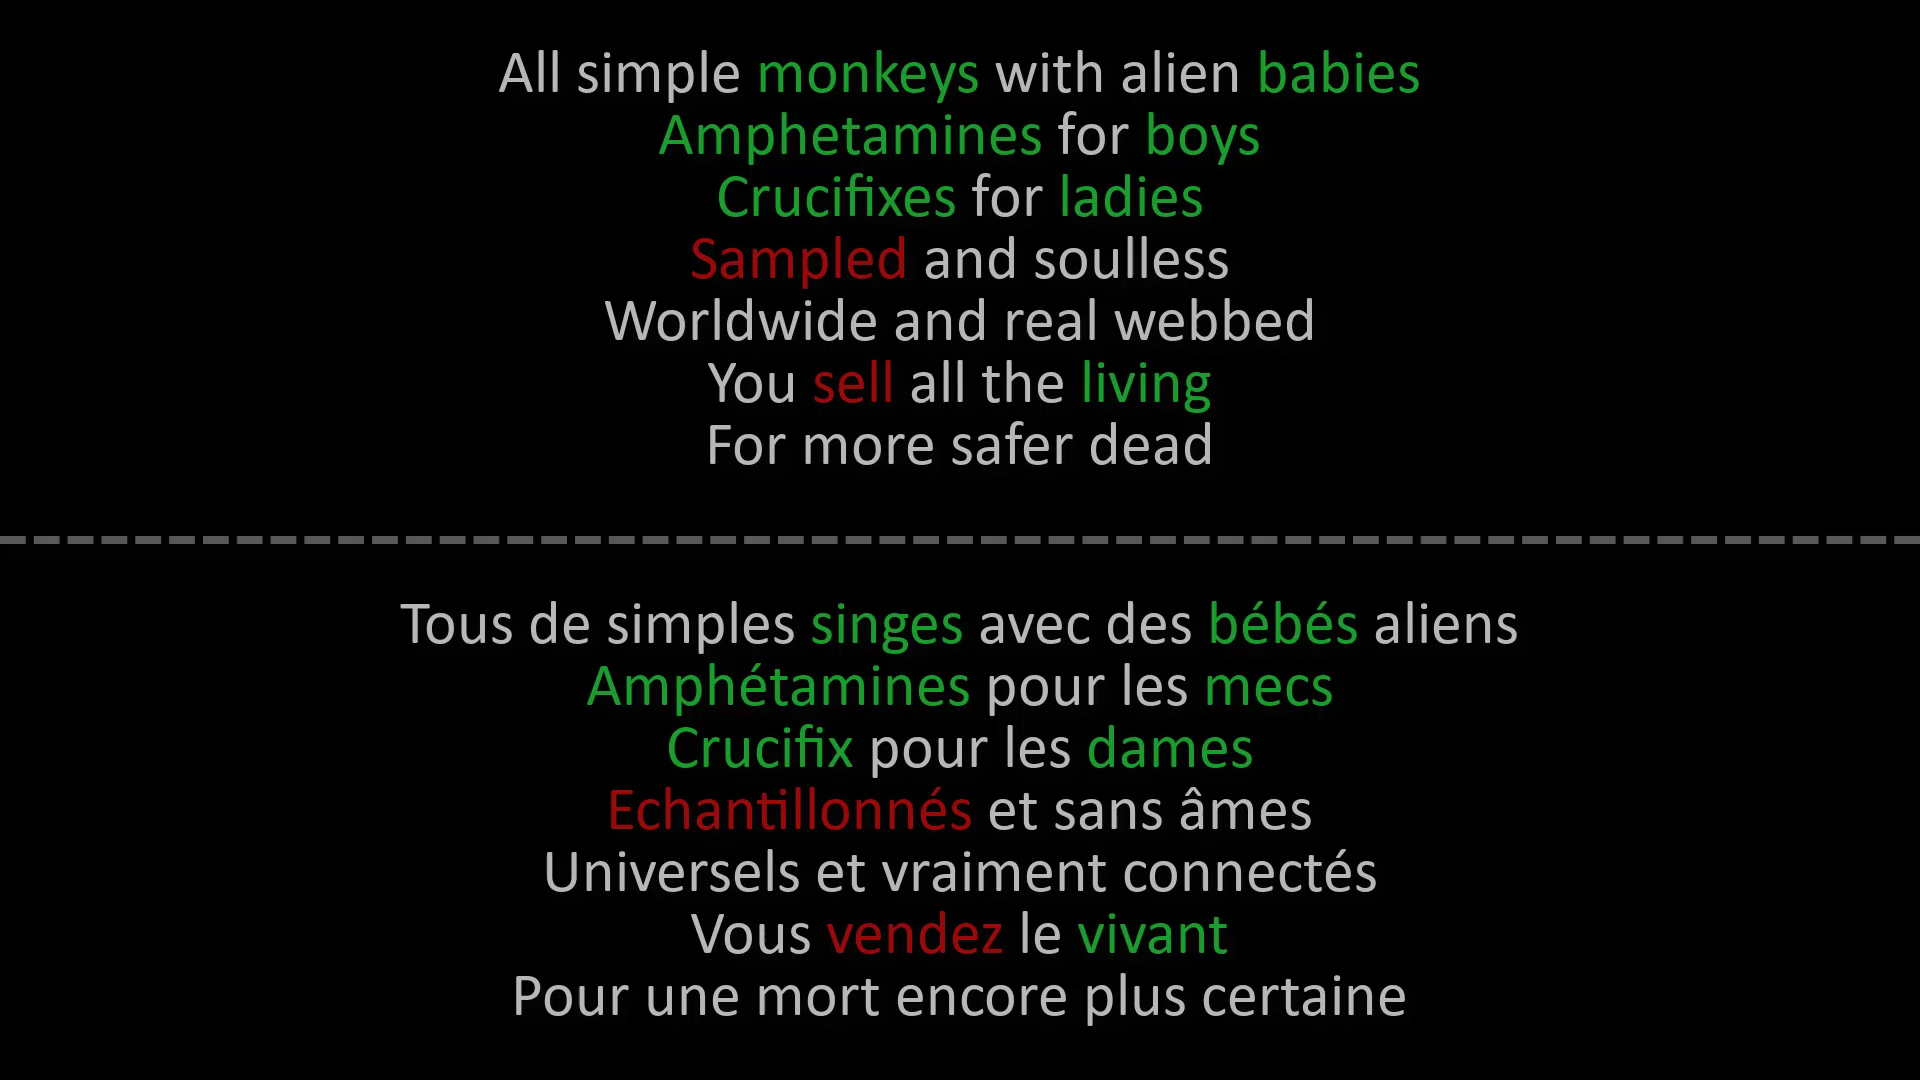 All simple monkeys with alien babies
Amphetamines for boys
Crucifixes for ladies
Sampled and soulless
Worldwide and real webbed
You sell all the living
For more safer dead
Tous de simples singes avec des bébés aliens
Amphétamines pour les mecs
Crucifix pour les dames
Echantillonnés et sans âmes
Universels et vraiment connectés
Vous vendez le vivant
Pour une mort encore plus certaine